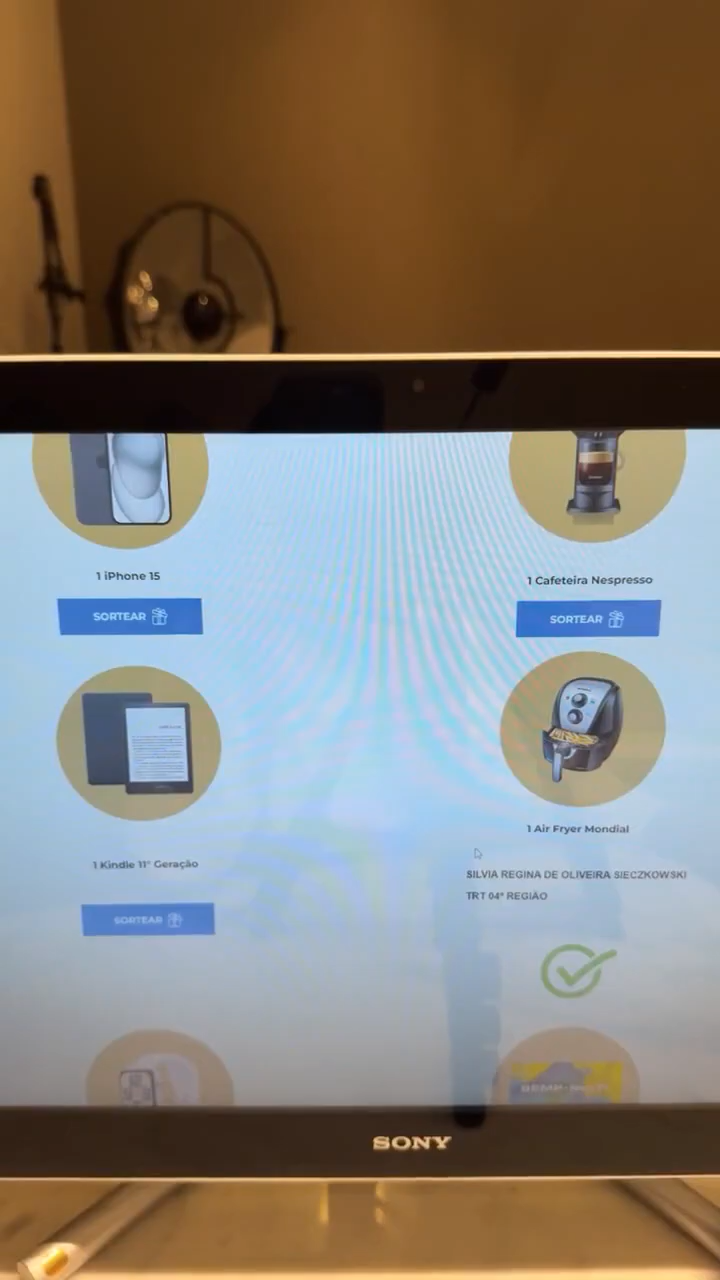 1 iPhone 15
1 Cafeteira Nespresso
SORTEAR
SORTEAR
1 Air Fryer Mondial
1 Kindle 11ª Geração
SILVIA REGINA DE OLIVEIRA SIECZKOWSKI
TRT 04ª REGIÃO
SORTEAR
SONY